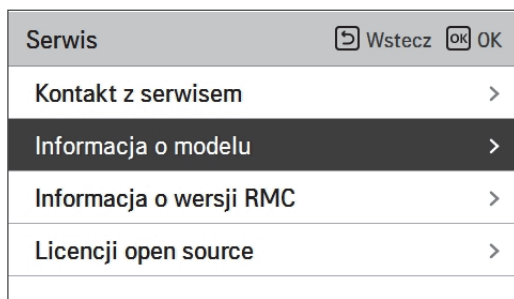 Serwis Wstecz OK OK
Kontakt z serwisem >
Informacja o modelu >
Informacja o wersji RMC >
Licencji open source >